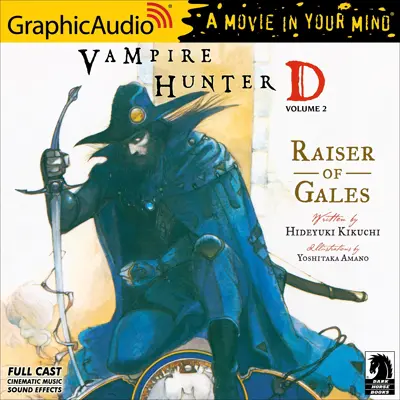 GraphicAudio®
A MOVIE IN YOUR MIND®
VAMPIRE
HUNTER D
VOLUME 2
RAISER
OF
GALES
Written by
HIDEYUKI KIKUCHI
Illustrations by
YOSHITAKA AMANO
FULL CAST
CINEMATIC MUSIC
SOUND EFFECTS
DARK
HORSE
BOOKS